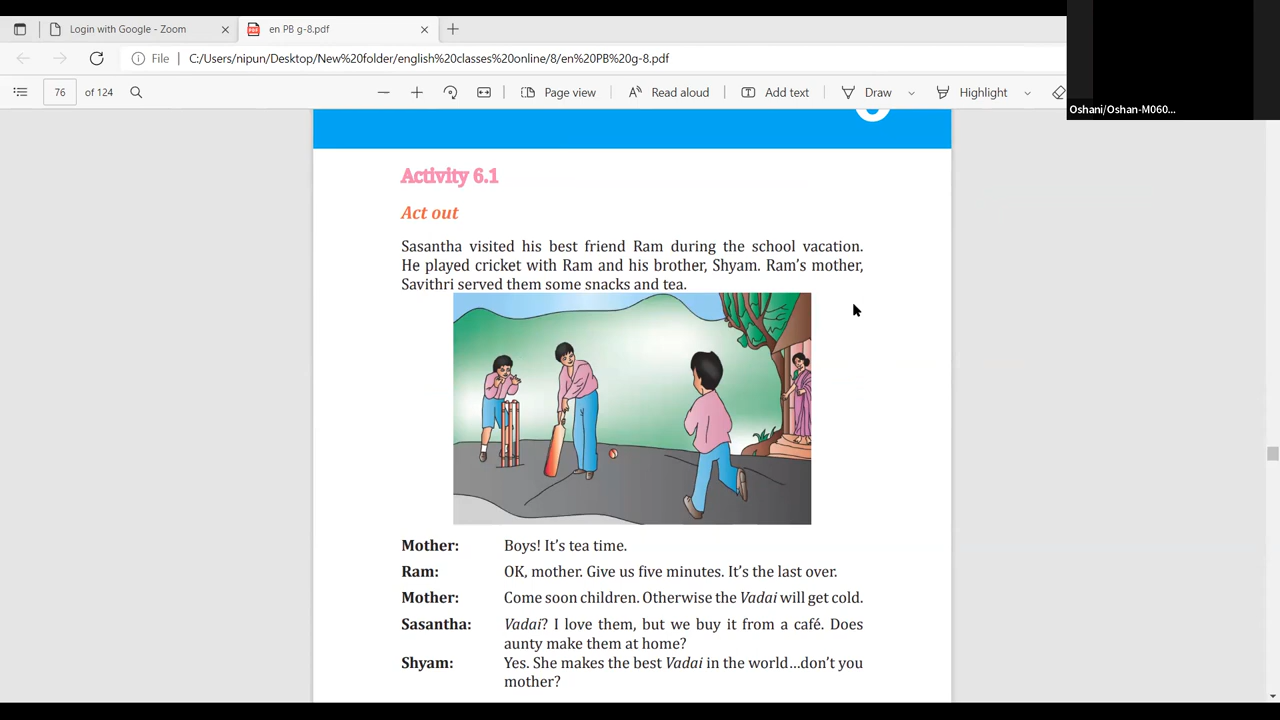 Login with Google - Zoom
en PB g-8.pdf
File
C:/Users/nipun/Desktop/New%20folder/english%20classes%20online/8/en%20PB%20g-8.pdf
76 of 124
Page view
Read aloud
Add text
Draw
Highlight
Oshani/Oshan-M060...
Activity 6.1
Act out
Sasantha visited his best friend Ram during the school vacation.
He played cricket with Ram and his brother, Shyam. Ram's mother,
Savithri served them some snacks and tea.
Mother: Boys! It's tea time.
Ram: OK, mother. Give us five minutes. It's the last over.
Mother: Come soon children. Otherwise the Vadai will get cold.
Sasantha: Vadai? I love them, but we buy it from a café. Does
aunty make them at home?
Shyam: Yes. She makes the best Vadai in the world...don't you
mother?